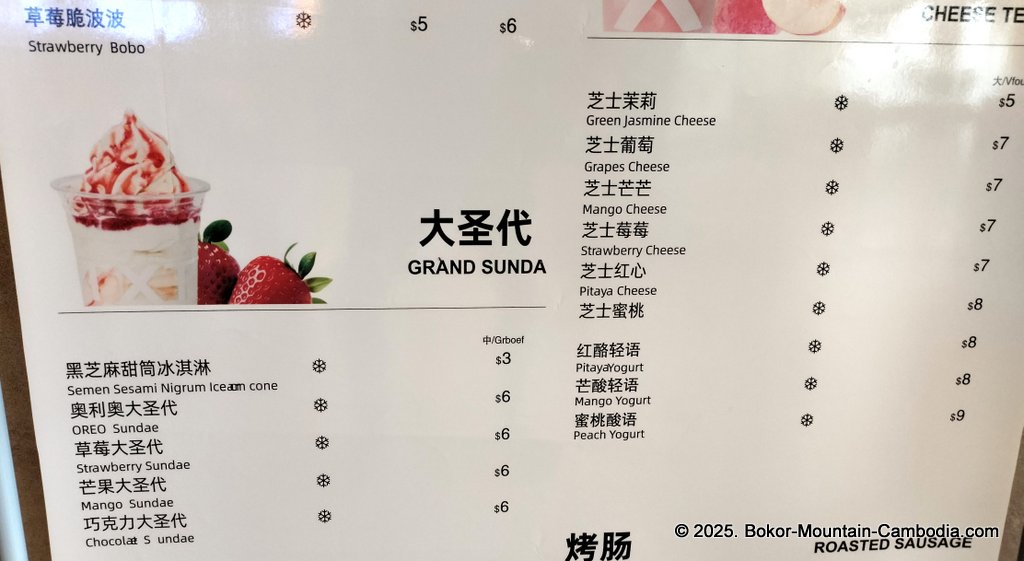 草莓脆波波 $5 $6
Strawberry Bobo
大圣代
GRAND SUNDA
中/Grboef
黑芝麻甜筒冰淇淋 $3
Semen Sesami Nigrum Icecam cone
奥利奥大圣代 $6
OREO Sundae
草莓大圣代 $6
Strawberry Sundae
芒果大圣代 $6
Mango Sundae
巧克力大圣代 $6
Chocolate Sundae
CHEESE TE
大/Vfou
芝士茉莉 $5
Green Jasmine Cheese
芝士葡萄 $7
Grapes Cheese
芝士芒芒 $7
Mango Cheese
芝士莓莓 $7
Strawberry Cheese
芝士红心 $7
Pitaya Cheese
芝士蜜桃 $8
红酪轻语 $8
PitayaYogurt
芒酸轻语 $8
Mango Yogurt
蜜桃酸语 $9
Peach Yogurt
烤肠
ROASTED SAUSAGE
© 2025. Bokor-Mountain-Cambodia.com